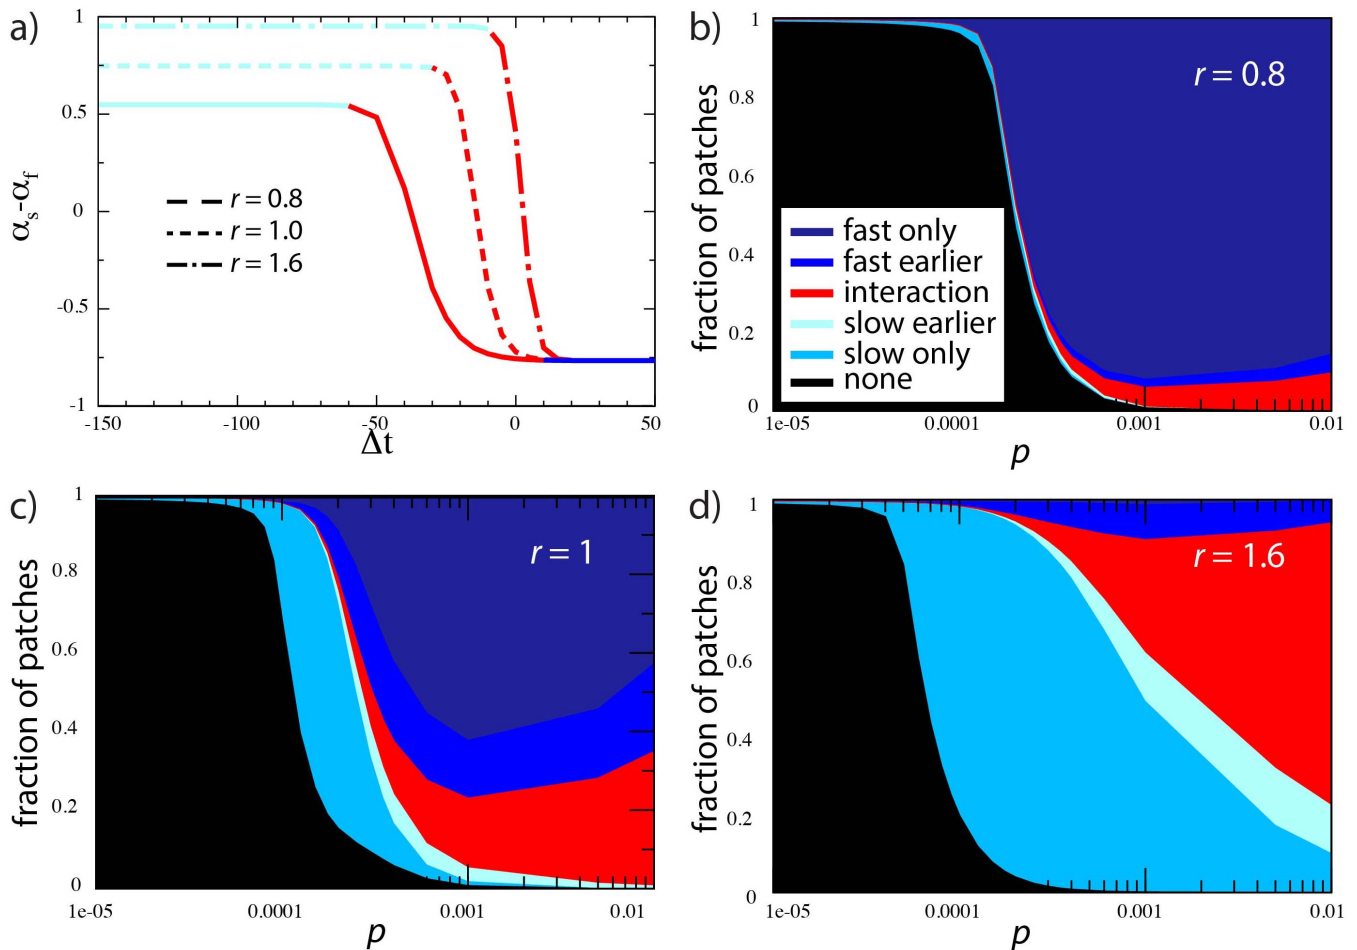 a)
1
0.5
0
-0.5
-1
αs-αf
r = 0.8
r = 1.0
r = 1.6
-150
-100
-50
0
50
Δt
b)
1
0.8
0.6
0.4
0.2
0
fraction of patches
r = 0.8
fast only
fast earlier
interaction
slow earlier
slow only
none
1e-05
0.0001
0.001
0.01
p
c)
1
0.8
0.6
0.4
0.2
0
fraction of patches
r = 1
1e-05
0.0001
0.001
0.01
p
d)
1
0.8
0.6
0.4
0.2
0
fraction of patches
r = 1.6
1e-05
0.0001
0.001
0.01
p